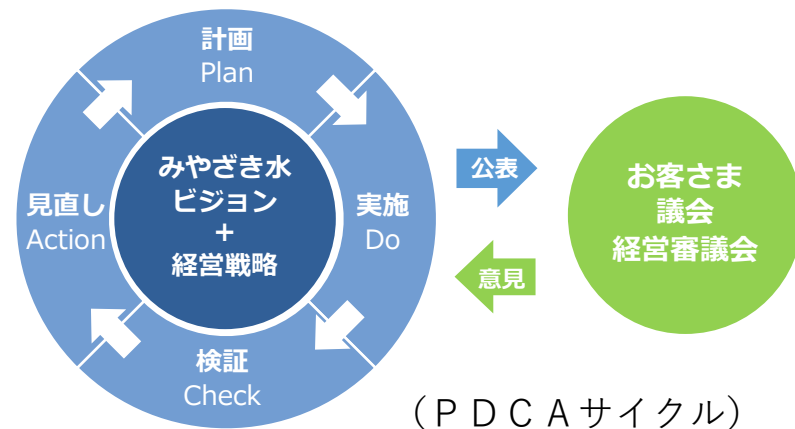 計画
Plan
みやざき水
ビジョン
+
経営戦略
見直し
Action
実施
Do
検証
Check
公表
意見
お客さま
議会
経営審議会
（ＰＤＣＡサイクル）